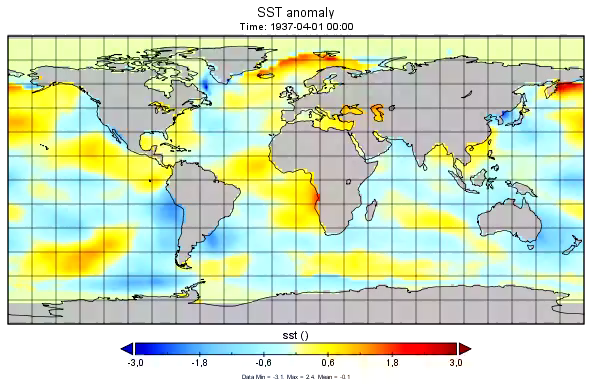 SST anomaly
Time: 1937-04-01 00:00
sst ()
-3,0 -1,8 -0,6 0,6 1,8 3,0
Data Min = -3.1, Max = 2.4, Mean = -0.1